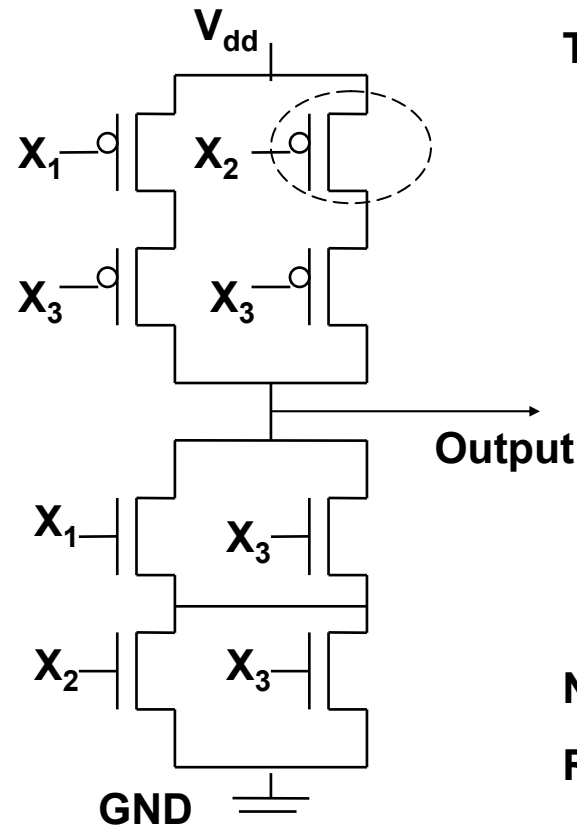 V_dd
T
X_1 X_2
X_3 X_3
Output
X_1 X_3
X_2 X_3
N
F
GND